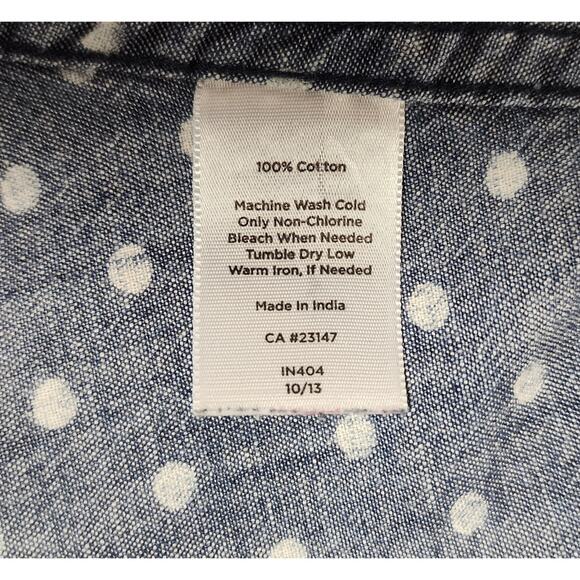 100% Cotton
Machine Wash Cold
Only Non-Chlorine
Bleach When Needed
Tumble Dry Low
Warm Iron, If Needed
Made In India
CA #23147
IN404
10/13